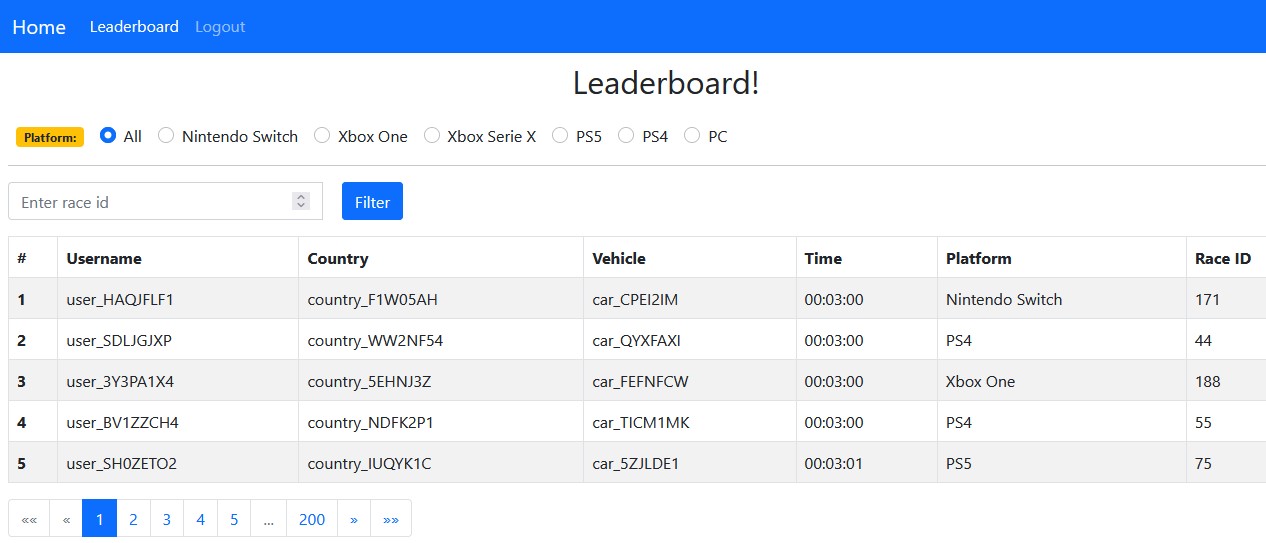 Home Leaderboard Logout
Leaderboard!
Platform: All Nintendo Switch Xbox One Xbox Serie X PS5 PS4 PC
Enter race id Filter
# Username Country Vehicle Time Platform Race ID
1 user_HAQJFLF1 country_F1W05AH car_CPEI2IM 00:03:00 Nintendo Switch 171
2 user_SDLJGJXP country_WW2NF54 car_QYXFAXI 00:03:00 PS4 44
3 user_3Y3PA1X4 country_5EHNJ3Z car_FEFNFCW 00:03:00 Xbox One 188
4 user_BV1ZZCH4 country_NDFK2P1 car_TICM1MK 00:03:00 PS4 55
5 user_SH0ZETO2 country_IUQYK1C car_5ZJLDE1 00:03:01 PS5 75
«« « 1 2 3 4 5 ... 200 » »»